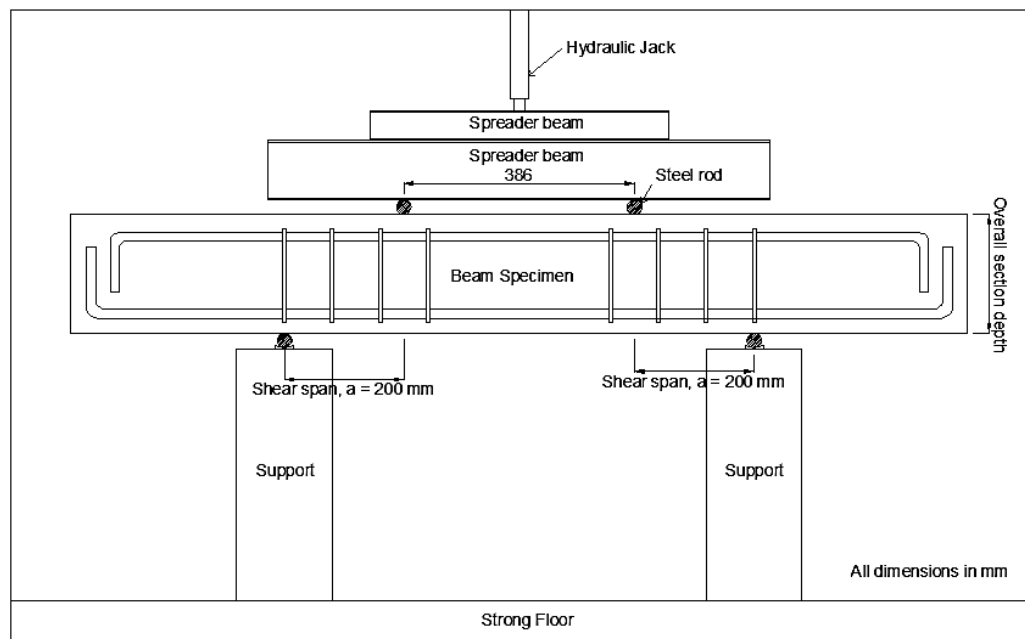 Hydraulic Jack
Spreader beam
Spreader beam
386
Steel rod
Overall section depth
Beam Specimen
Shear span, a = 200 mm
Shear span, a = 200 mm
Support
Support
All dimensions in mm
Strong Floor